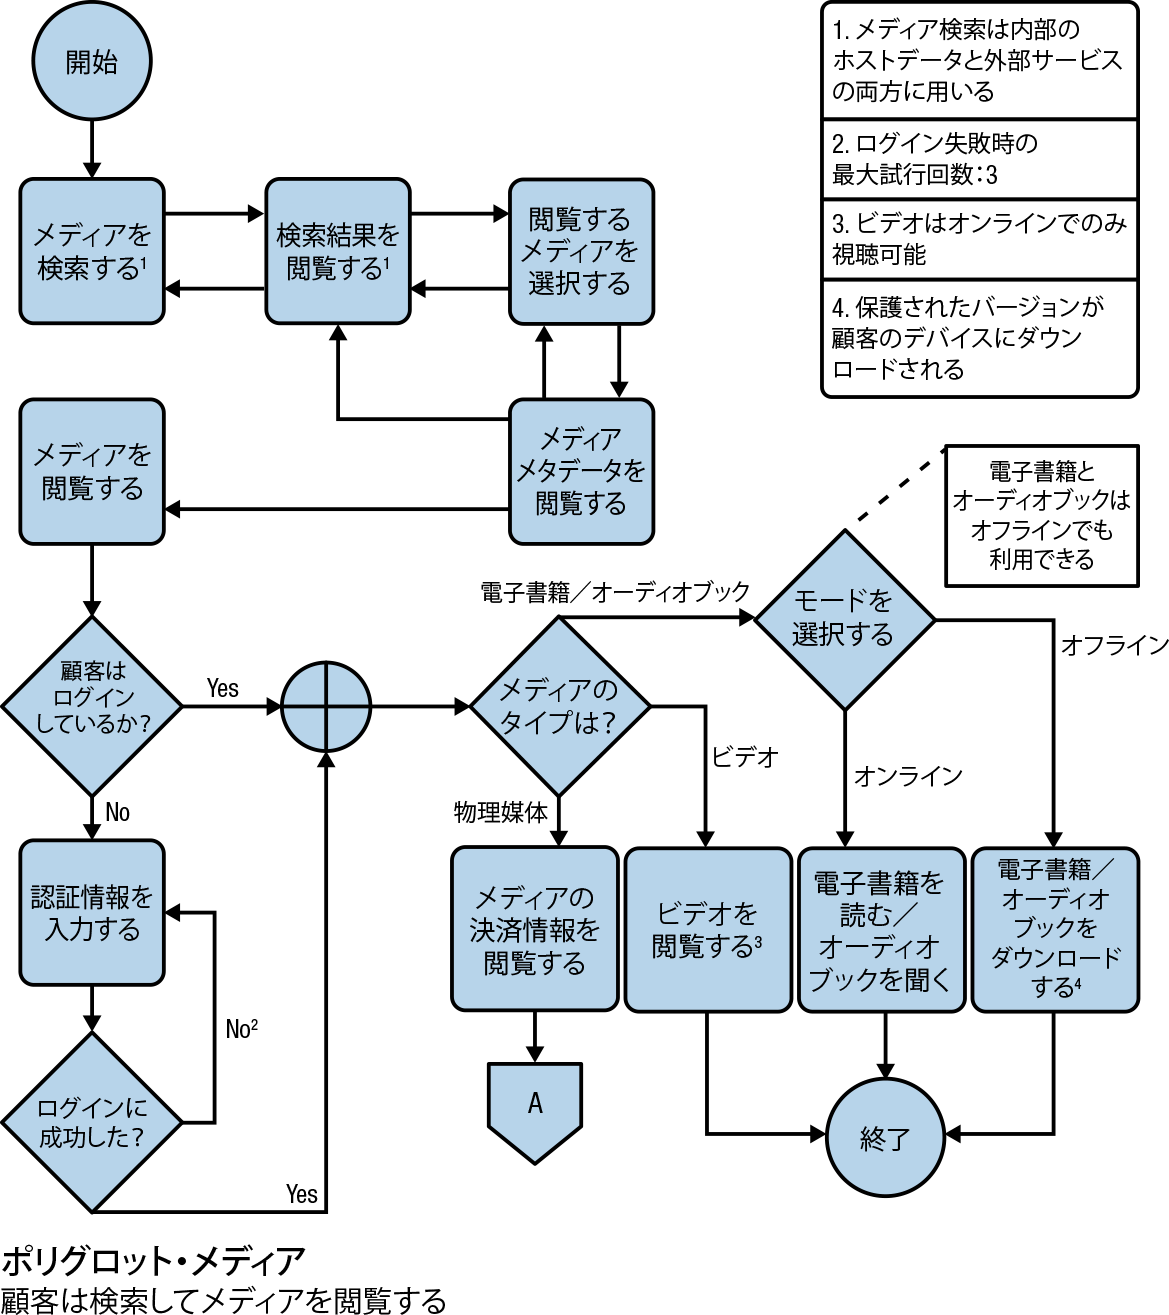 開始
1. メディア検索は内部の
ホストデータと外部サービス
の両方に用いる
2. ログイン失敗時の
最大試行回数：3
3. ビデオはオンラインでのみ
視聴可能
4. 保護されたバージョンが
顧客のデバイスにダウン
ロードされる
メディアを
検索する1
検索結果を
閲覧する1
閲覧する
メディアを
選択する
メディアを
閲覧する
メディア
メタデータを
閲覧する
電子書籍と
オーディオブックは
オフラインでも
利用できる
電子書籍／オーディオブック
モードを
選択する
オフライン
顧客は
ログイン
しているか？
Yes
メディアの
タイプは？
ビデオ
オンライン
No
物理媒体
認証情報を
入力する
メディアの
決済情報を
閲覧する
ビデオを
閲覧する3
電子書籍を
読む／
オーディオ
ブックを聞く
電子書籍／
オーディオ
ブックを
ダウンロード
する4
No2
ログインに
成功した？
A
終了
Yes
ポリグロット・メディア
顧客は検索してメディアを閲覧する